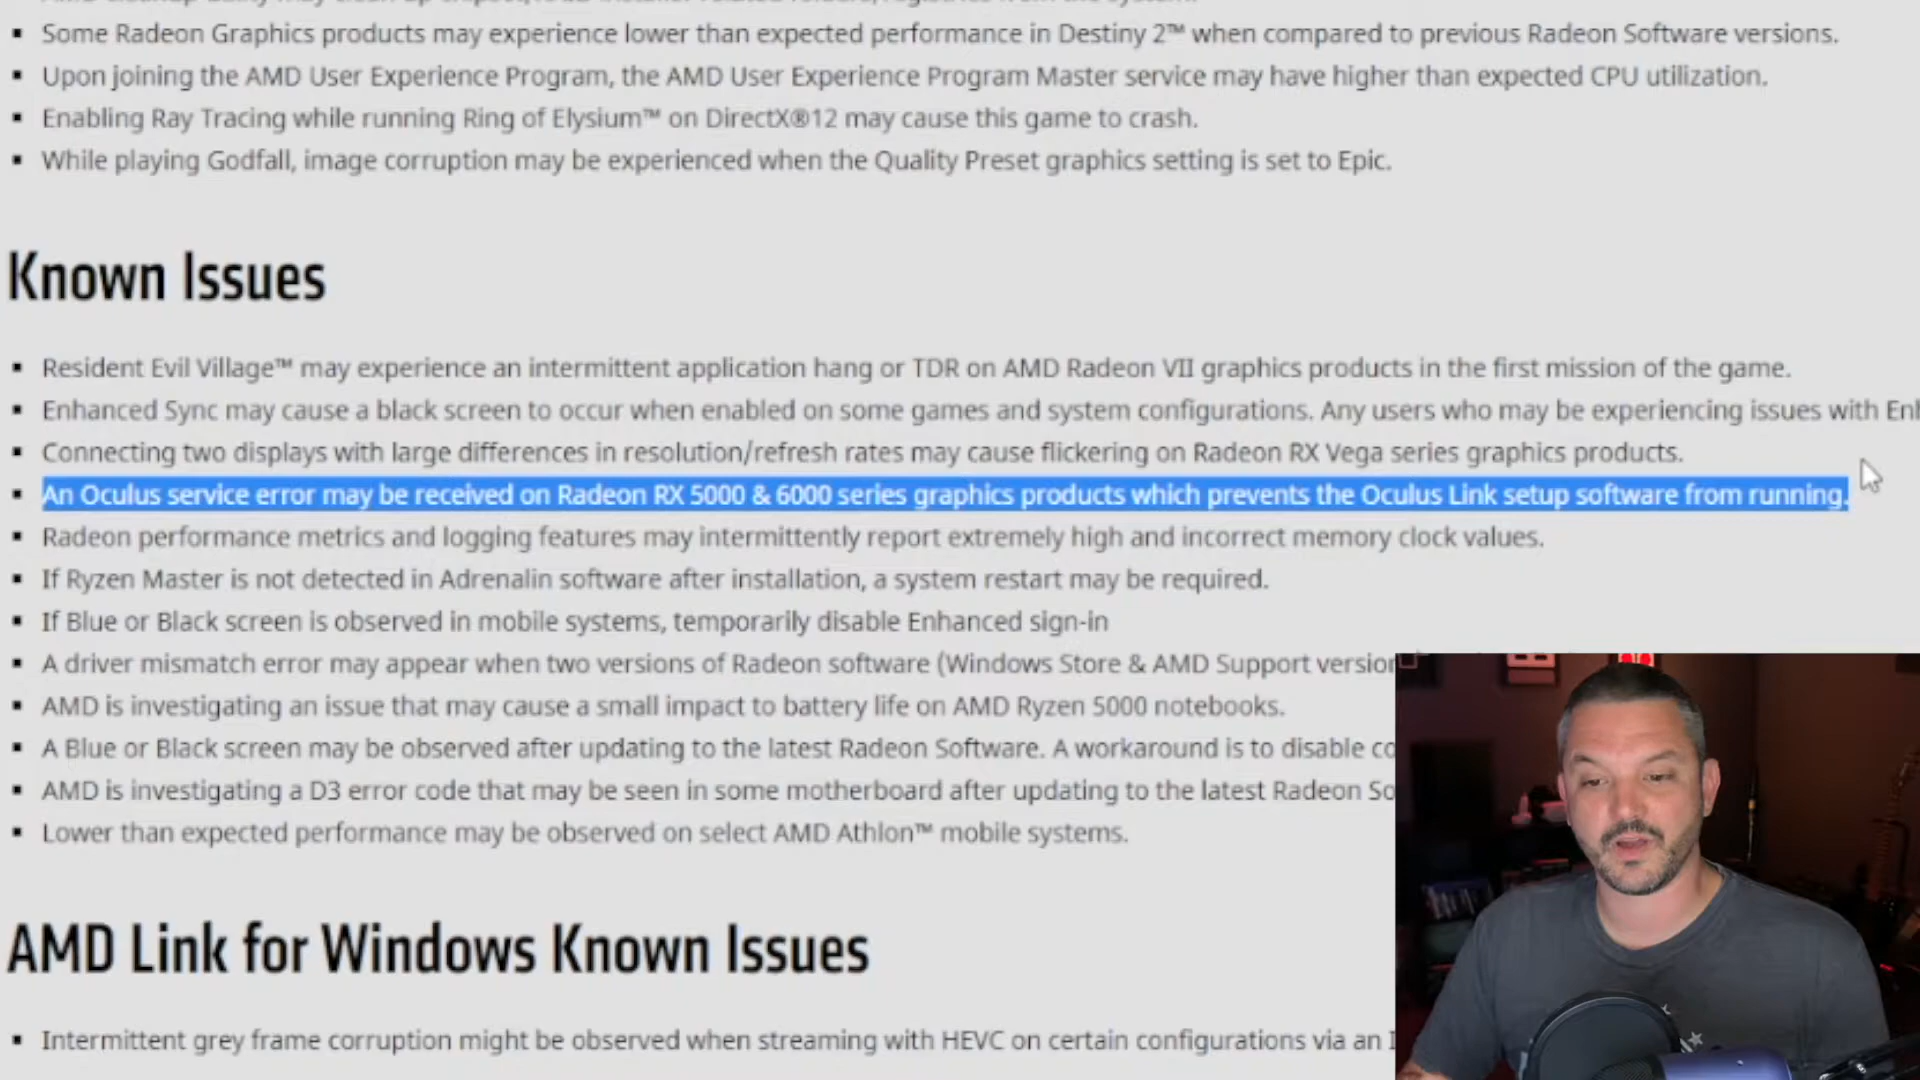 Some Radeon Graphics products may experience lower than expected performance in Destiny 2™ when compared to previous Radeon Software versions.
Upon joining the AMD User Experience Program, the AMD User Experience Program Master service may have higher than expected CPU utilization.
Enabling Ray Tracing while running Ring of Elysium™ on DirectX®12 may cause this game to crash.
While playing Godfall, image corruption may be experienced when the Quality Preset graphics setting is set to Epic.
Known Issues
Resident Evil Village™ may experience an intermittent application hang or TDR on AMD Radeon VII graphics products in the first mission of the game.
Enhanced Sync may cause a black screen to occur when enabled on some games and system configurations. Any users who may be experiencing issues with
Connecting two displays with large differences in resolution/refresh rates may cause flickering on Radeon RX Vega series graphics products.
An Oculus service error may be received on Radeon RX 5000 & 6000 series graphics products which prevents the Oculus Link setup software from running.
Radeon performance metrics and logging features may intermittently report extremely high and incorrect memory clock values.
If Ryzen Master is not detected in Adrenalin software after installation, a system restart may be required.
If Blue or Black screen is observed in mobile systems, temporarily disable Enhanced sign-in
A driver mismatch error may appear when two versions of Radeon software (Windows Store & AMD Support version
AMD is investigating an issue that may cause a small impact to battery life on AMD Ryzen 5000 notebooks.
A Blue or Black screen may be observed after updating to the latest Radeon Software. A workaround is to disable co
AMD is investigating a D3 error code that may be seen in some motherboard after updating to the latest Radeon So
Lower than expected performance may be observed on select AMD Athlon™ mobile systems.
AMD Link for Windows Known Issues
Intermittent grey frame corruption might be observed when streaming with HEVC on certain configurations via an